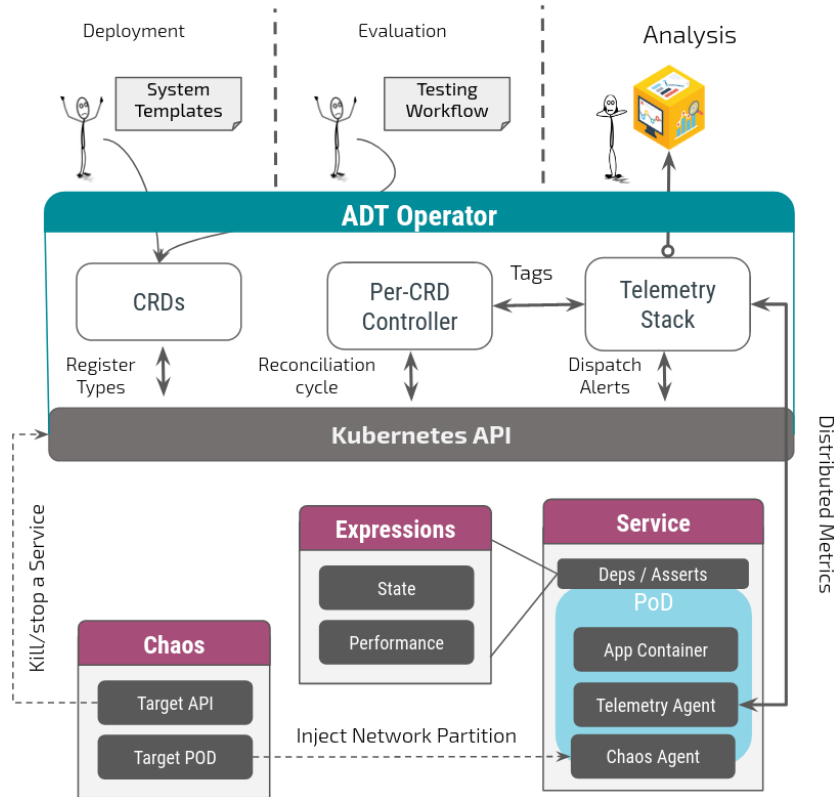 Deployment
Evaluation
Analysis
System
Templates
Testing
Workflow
ADT Operator
CRDs
Per-CRD
Controller
Tags
Telemetry
Stack
Register
Types
Reconciliation
cycle
Dispatch
Alerts
Kubernetes API
Distributed Metrics
Kill/stop a Service
Expressions
State
Performance
Service
Deps / Asserts
PoD
App Container
Telemetry Agent
Chaos Agent
Chaos
Target API
Target POD
Inject Network Partition